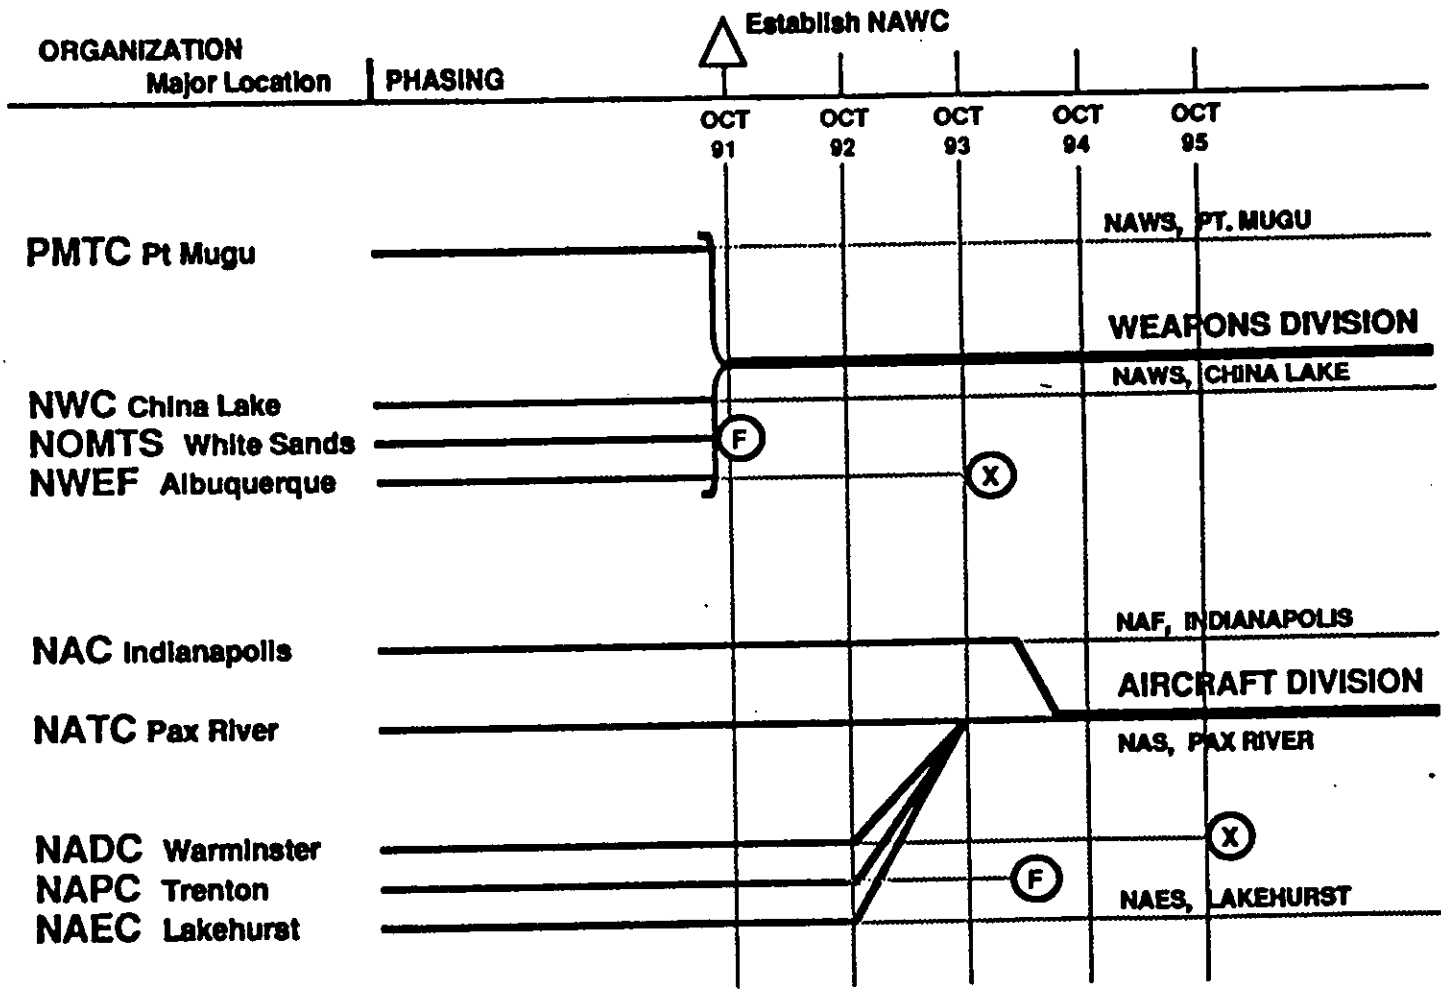 Establish NAWC
ORGANIZATION
Major Location | PHASING
OCT 91
OCT 92
OCT 93
OCT 94
OCT 95
NAWS, PT. MUGU
PMTC Pt Mugu
WEAPONS DIVISION
NAWS, CHINA LAKE
NWC China Lake
NOMTS White Sands
F
NWEF Albuquerque
X
NAF, INDIANAPOLIS
NAC Indianapolis
AIRCRAFT DIVISION
NATC Pax River
NAS, PAX RIVER
NADC Warminster
X
NAPC Trenton
F
NAES, LAKEHURST
NAEC Lakehurst